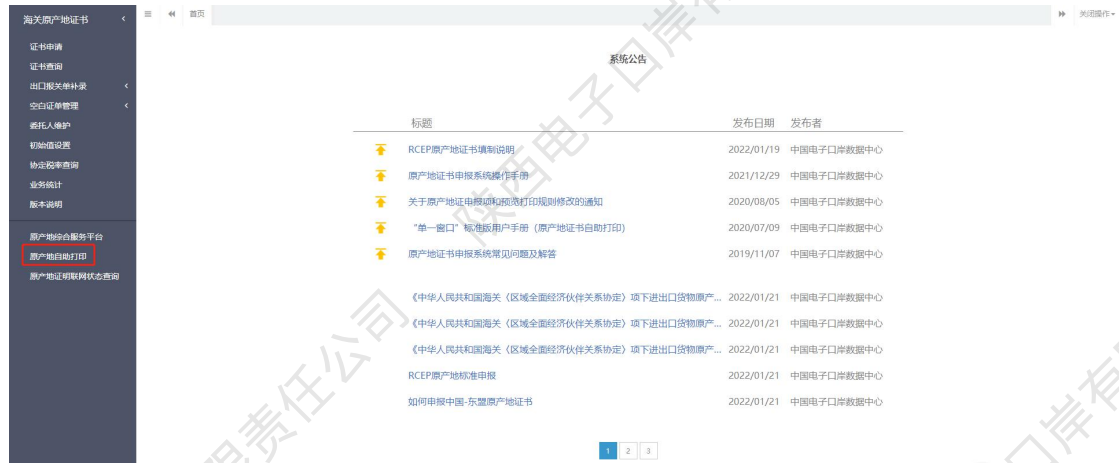 海关原产地证书
首页
关闭操作
证书申请
证书查询
出口报关单补录
空白证单管理
委托人维护
初始值设置
协定税率查询
业务统计
版本说明
原产地综合服务平台
原产地自助打印
原产地证明联网状态查询
系统公告
标题 发布日期 发布者
RCEP原产地证书填制说明 2022/01/19 中国电子口岸数据中心
原产地证书申报系统操作手册 2021/12/29 中国电子口岸数据中心
关于原产地证申报项和预览打印规则修改的通知 2020/08/05 中国电子口岸数据中心
“单一窗口”标准版用户手册（原产地证书自助打印） 2020/07/09 中国电子口岸数据中心
原产地证书申报系统常见问题及解答 2019/11/07 中国电子口岸数据中心
《中华人民共和国海关〈区域全面经济伙伴关系协定〉项下进出口货物原产... 2022/01/21 中国电子口岸数据中心
《中华人民共和国海关〈区域全面经济伙伴关系协定〉项下进出口货物原产... 2022/01/21 中国电子口岸数据中心
《中华人民共和国海关〈区域全面经济伙伴关系协定〉项下进出口货物原产... 2022/01/21 中国电子口岸数据中心
RCEP原产地标准申报 2022/01/21 中国电子口岸数据中心
如何申报中国-东盟原产地证书 2022/01/21 中国电子口岸数据中心
1 2 3
陕西电子口岸有
限责任公司
口岸有